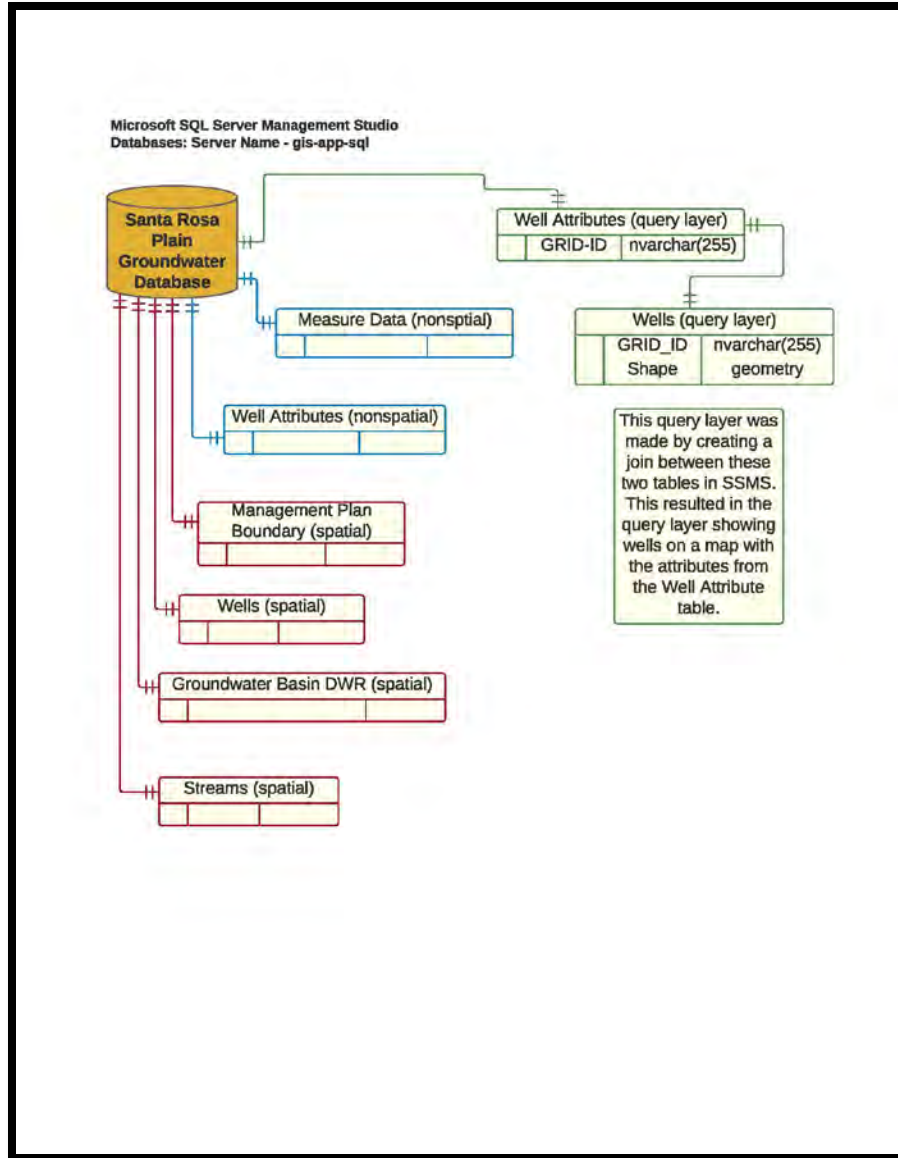 Microsoft SQL Server Management Studio
Databases: Server Name - gis-app-sql
Santa Rosa
Plain
Groundwater
Database
Well Attributes (query layer)
GRID-ID nvarchar(255)
Wells (query layer)
GRID_ID nvarchar(255)
Shape geometry
Measure Data (nonsptial)
Well Attributes (nonspatial)
This query layer was
made by creating a
join between these
two tables in SSMS.
This resulted in the
query layer showing
wells on a map with
the attributes from
the Well Attribute
table.
Management Plan
Boundary (spatial)
Wells (spatial)
Groundwater Basin DWR (spatial)
Streams (spatial)